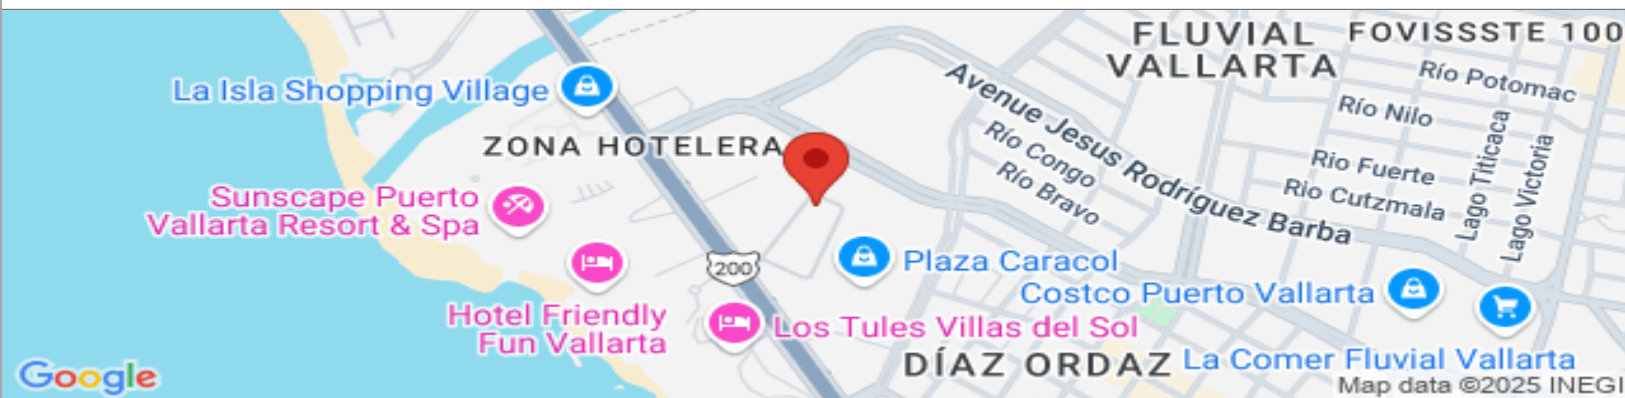 FLUVIAL
VALLARTA
FOVISSSTE 100
Río Potomac
La Isla Shopping Village
Avenue Jesus Rodríguez Barba
Río Nilo
Lago Titicaca
Lago Victoria
ZONA HOTELERA
Río Congo
Río Bravo
Rio Fuerte
Rio Cutzmala
Sunscape Puerto
Vallarta Resort & Spa
200
Plaza Caracol
Costco Puerto Vallarta
Hotel Friendly
Fun Vallarta
Los Tules Villas del Sol
DÍAZ ORDAZ
La Comer Fluvial Vallarta
Google
Map data ©2025 INEGI